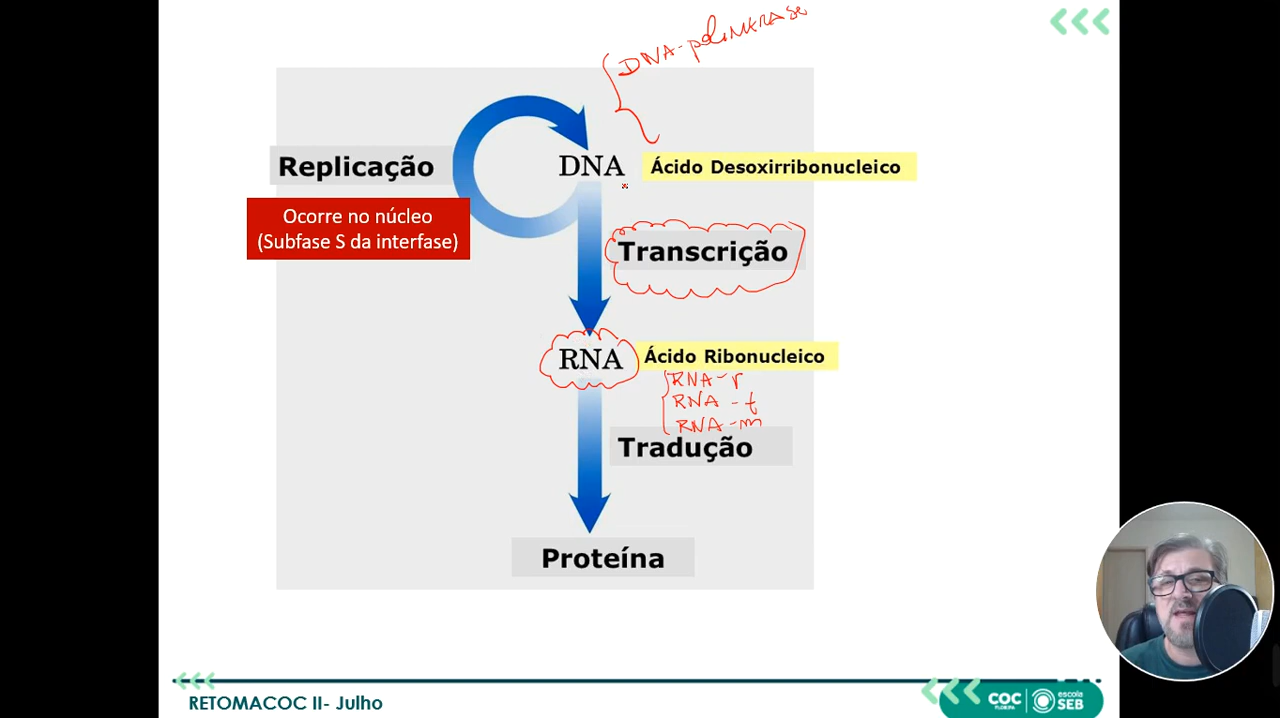 DNA-polimerase
Replicação
DNA
Ácido Desoxirribonucleico
Ocorre no núcleo
(Subfase S da interfase)
Transcrição
RNA
Ácido Ribonucleico
RNA-r
RNA-t
RNA-m
Tradução
Proteína
RETOMACOC II- Julho
COC
FLORIPA
escola
SEB